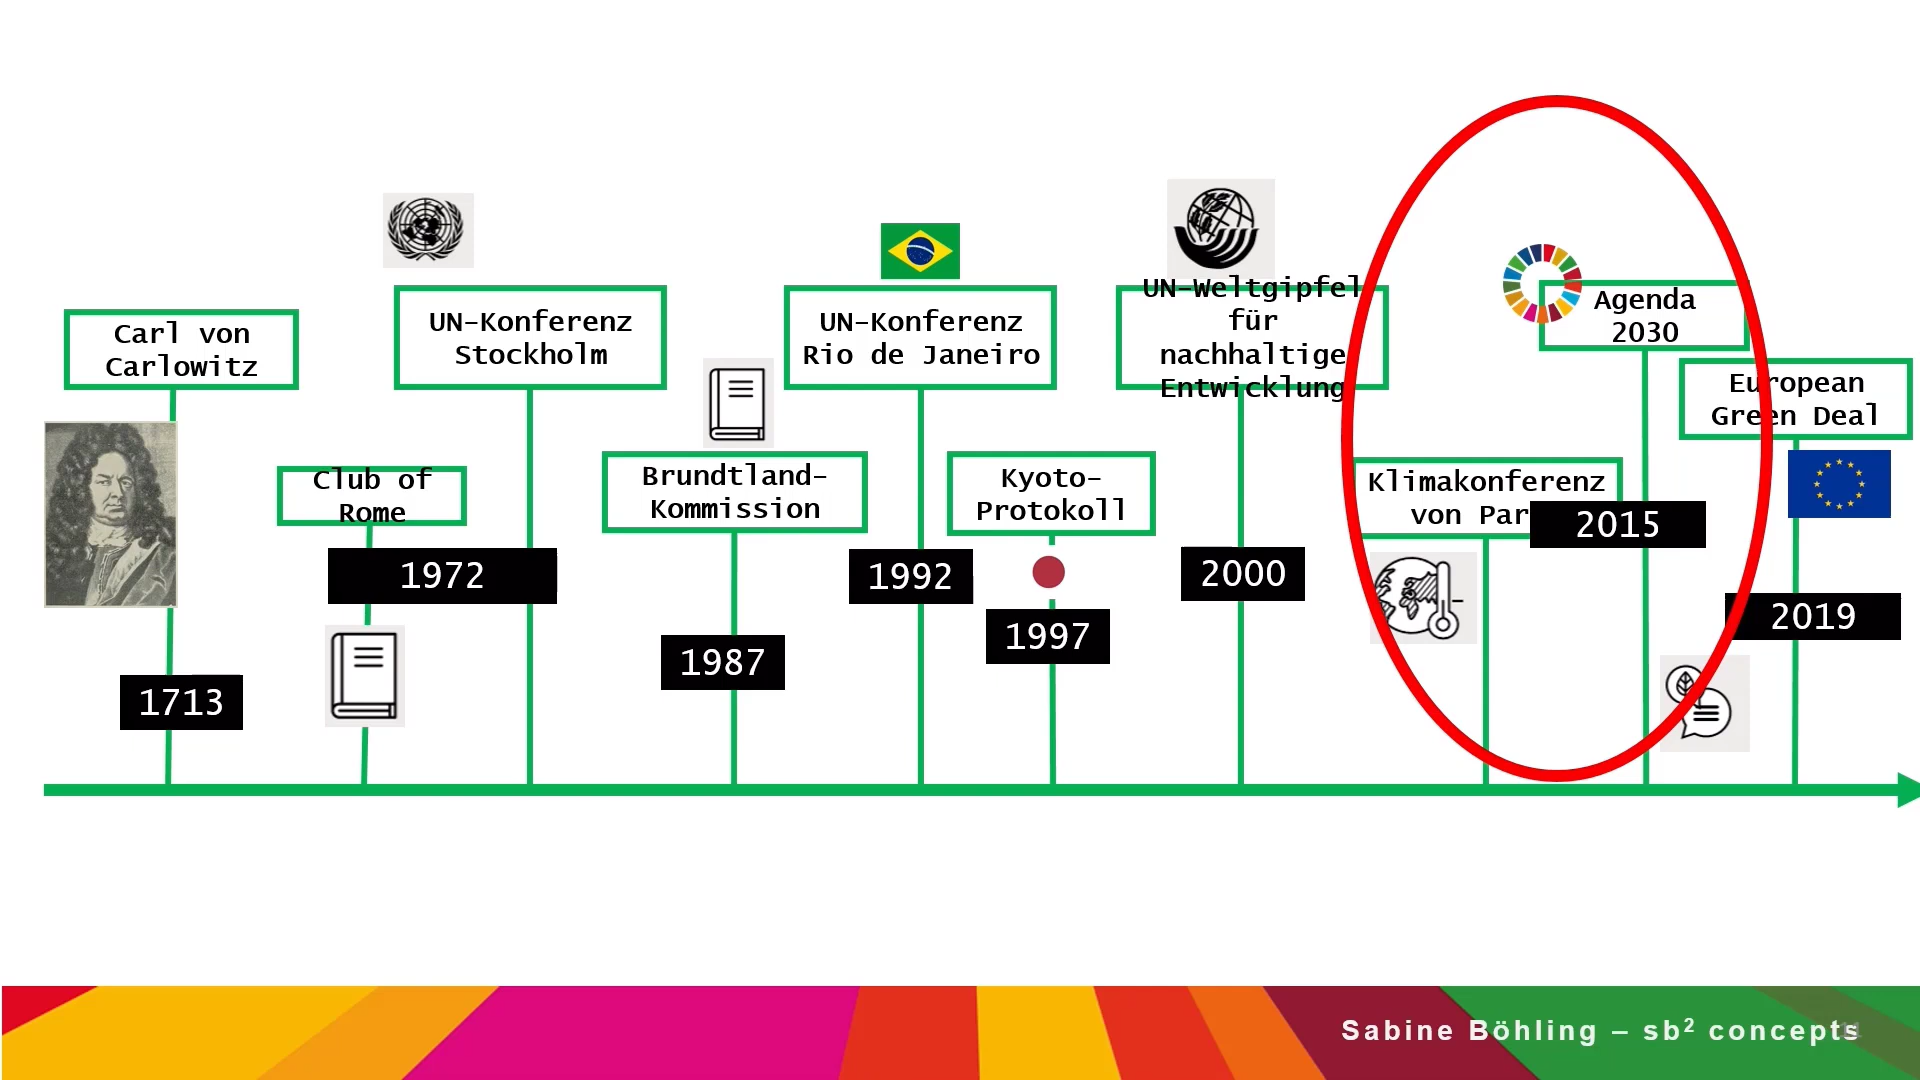 Carl von
Carlowitz
1713
Club of
Rome
1972
UN-Konferenz
Stockholm
Brundtland-
Kommission
1987
UN-Konferenz
Rio de Janeiro
1992
Kyoto-
Protokoll
1997
UN-Weltgipfel
für
nachhaltige
Entwicklung
2000
Klimakonferenz
von Par
2015
Agenda
2030
European
Green Deal
2019
Sabine Böhling – sb² concepts